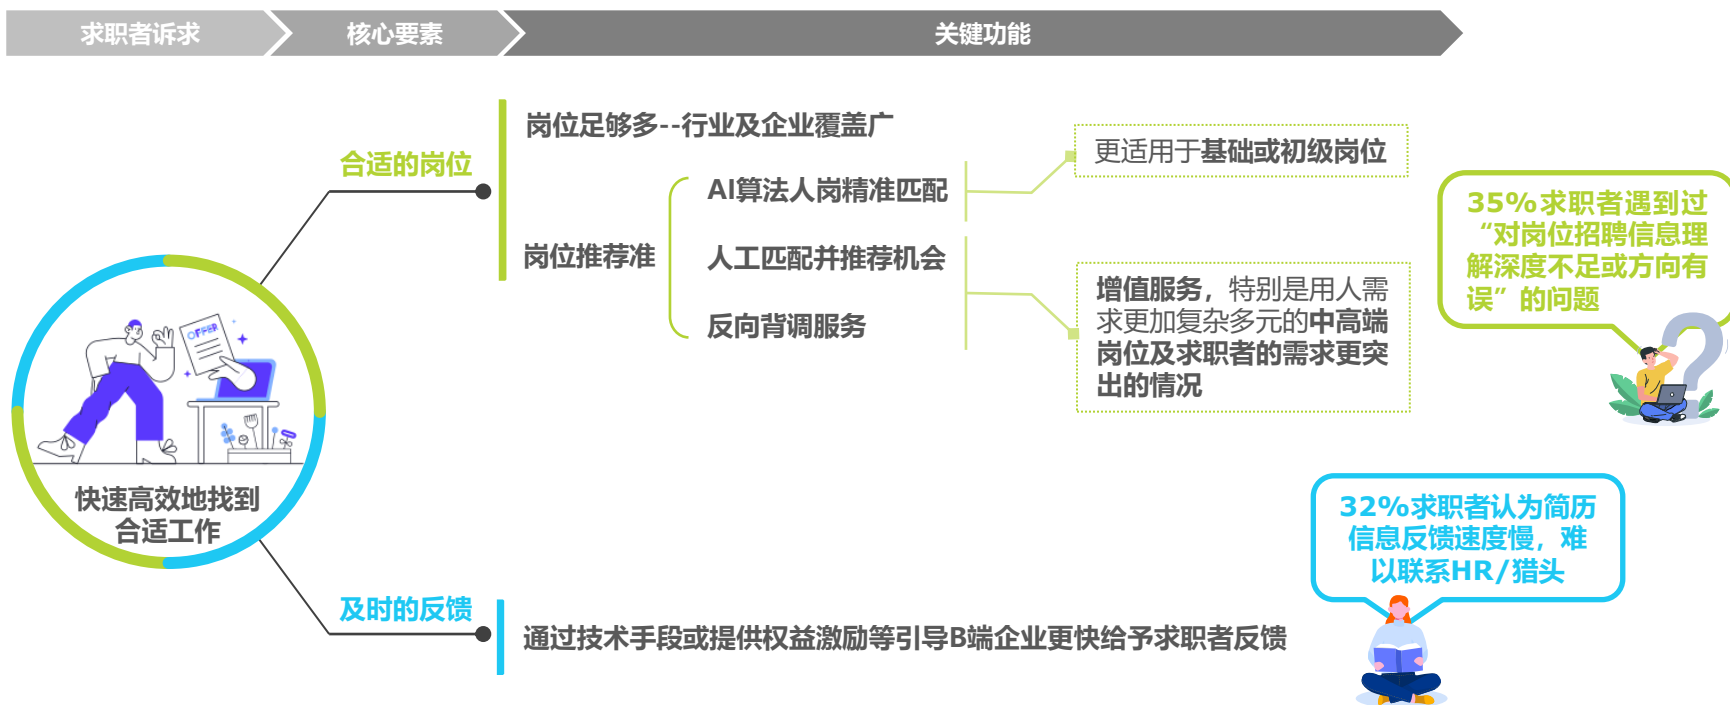 求职者诉求
核心要素
关键功能
合适的岗位
岗位足够多--行业及企业覆盖广
岗位推荐准
AI算法人岗精准匹配
人工匹配并推荐机会
反向背调服务
更适用于基础或初级岗位
增值服务，特别是用人需
求更加复杂多元的中高端
岗位及求职者的需求更突
出的情况
35%求职者遇到过
“对岗位招聘信息理
解深度不足或方向有
误”的问题
OFFER
快速高效地找到
合适工作
及时的反馈
通过技术手段或提供权益激励等引导B端企业更快给予求职者反馈
32%求职者认为简历
信息反馈速度慢，难
以联系HR/猎头